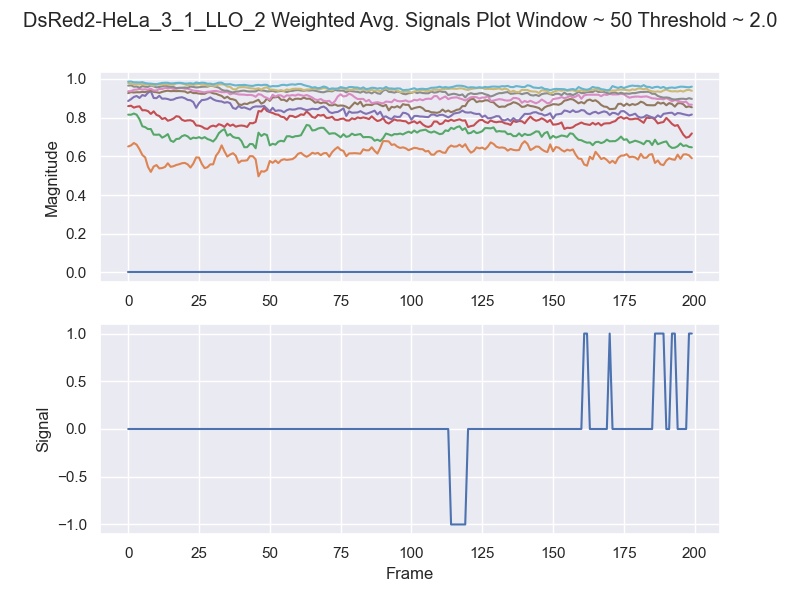 DsRed2-HeLa_3_1_LLO_2 Weighted Avg. Signals Plot Window ~ 50 Threshold ~ 2.0
1.0
0.8
0.6
0.4
0.2
0.0
Magnitude
0 25 50 75 100 125 150 175 200
1.0
0.5
0.0
−0.5
−1.0
Signal
0 25 50 75 100 125 150 175 200
Frame